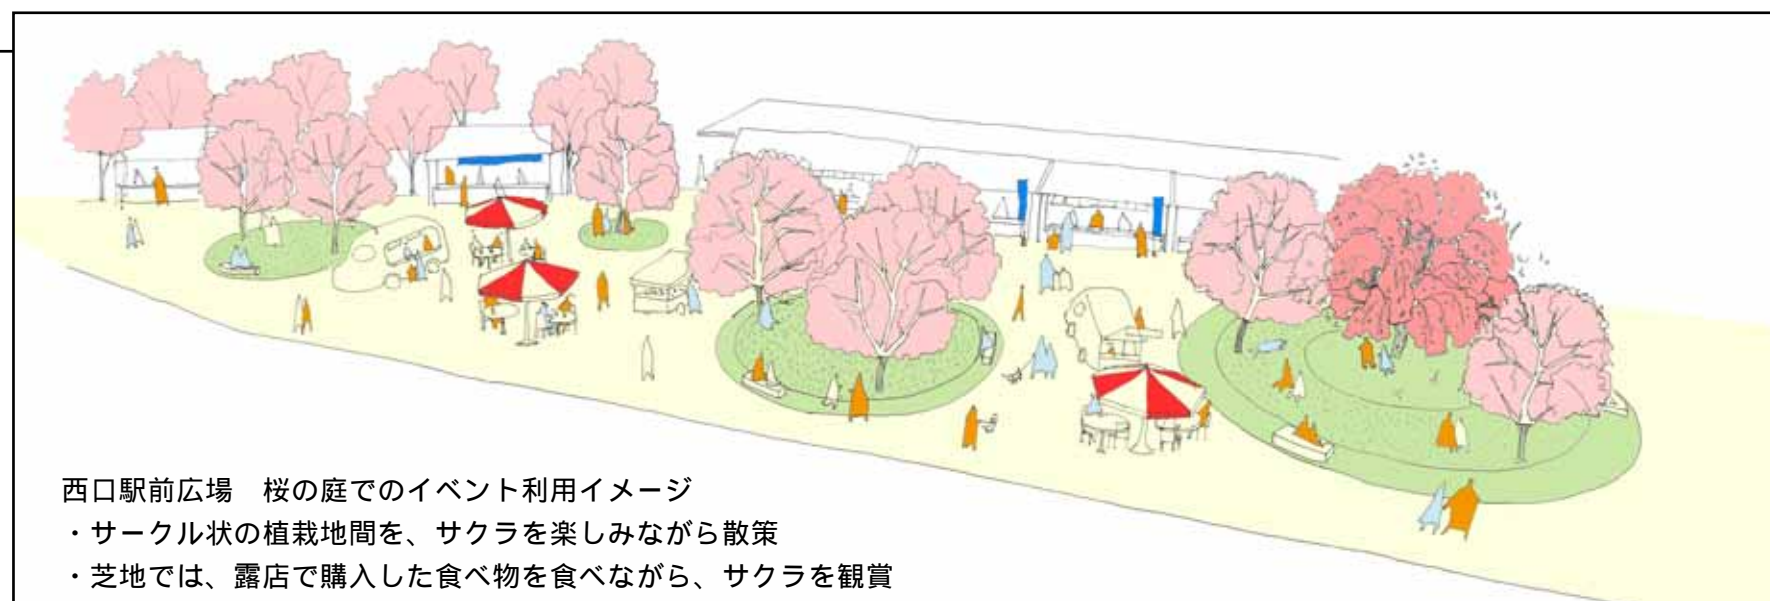 西口駅前広場　桜の庭でのイベント利用イメージ
・サークル状の植栽地間を、サクラを楽しみながら散策
・芝地では、露店で購入した食べ物を食べながら、サクラを観賞